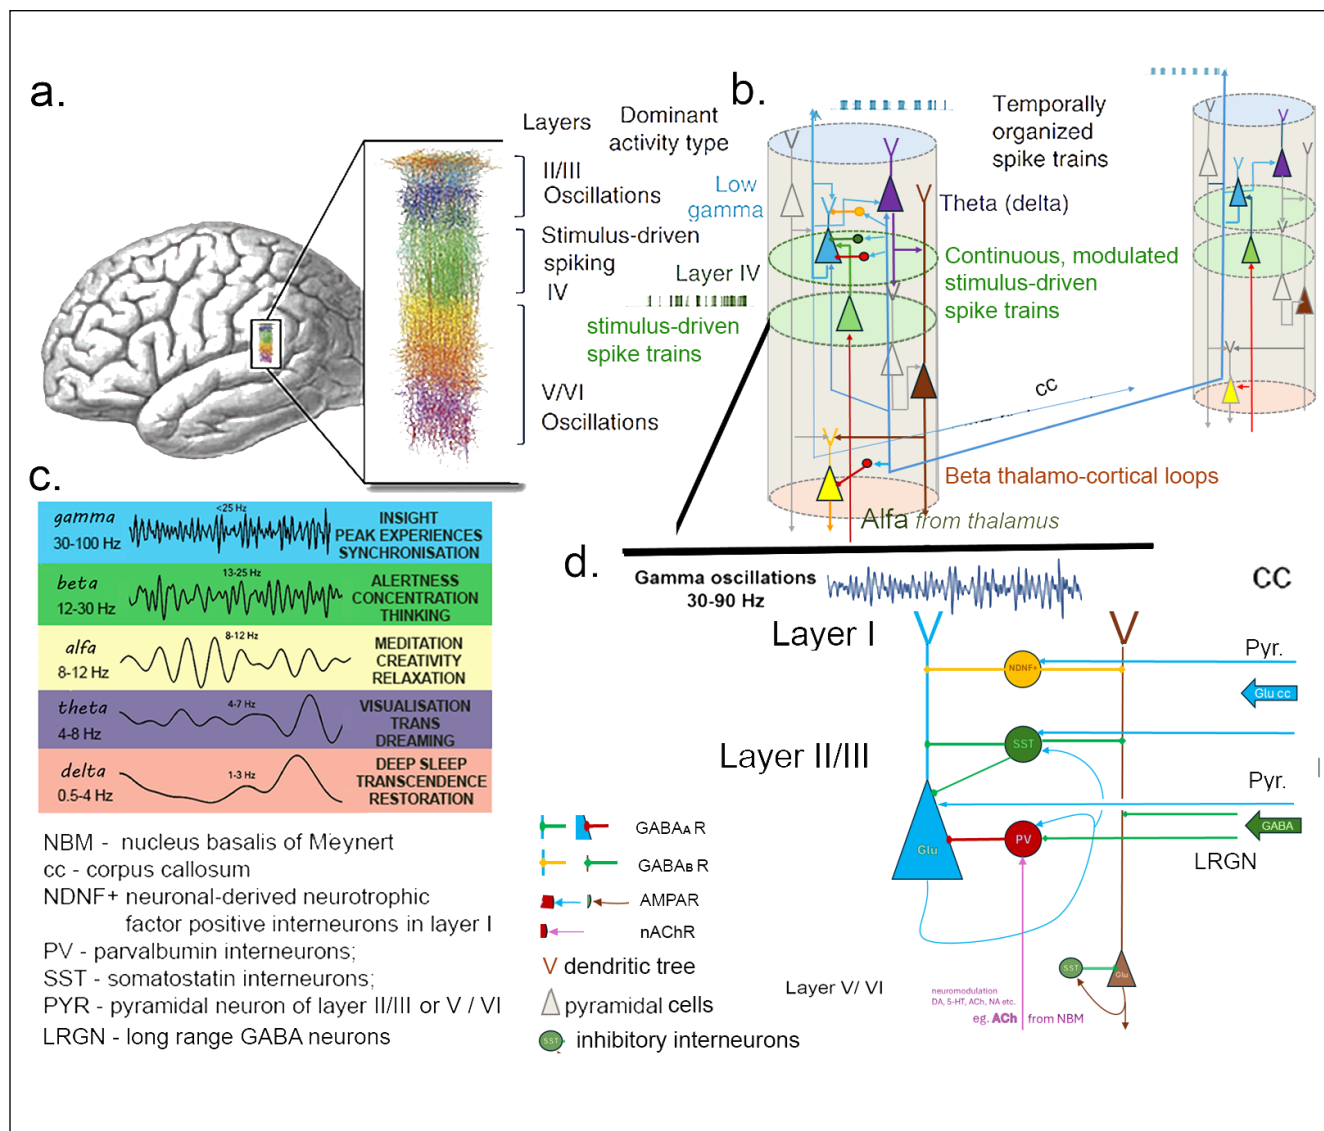 a.
Layers
Dominant
activity type
II/III
Oscillations
Stimulus-driven
spiking
IV
V/VI
Oscillations
b.
Temporally
organized
spike trains
Low
gamma
Theta (delta)
Layer IV
stimulus-driven
spike trains
Continuous, modulated
stimulus-driven
spike trains
cc
Beta thalamo-cortical loops
Alfa from thalamus
c.
gamma
30-100 Hz
<25 Hz
INSIGHT
PEAK EXPERIENCES
SYNCHRONISATION
beta
12-30 Hz
13-25 Hz
ALERTNESS
CONCENTRATION
THINKING
alfa
8-12 Hz
8-12 Hz
MEDITATION
CREATIVITY
RELAXATION
theta
4-8 Hz
4-7 Hz
VISUALISATION
TRANS
DREAMING
delta
0.5-4 Hz
1-3 Hz
DEEP SLEEP
TRANSCENDENCE
RESTORATION
NBM - nucleus basalis of Meynert
cc - corpus callosum
NDNF+ neuronal-derived neurotrophic
factor positive interneurons in layer I
PV - parvalbumin interneurons;
SST - somatostatin interneurons;
PYR - pyramidal neuron of layer II/III or V / VI
LRGN - long range GABA neurons
d.
Gamma oscillations
30-90 Hz
cc
Layer I
NDNF+
Pyr.
Glu cc
Layer II/III
SST
Pyr.
Glu
PV
GABA
LRGN
GABAA R
GABAB R
AMPAR
nAChR
dendritic tree
pyramidal cells
SST
inhibitory interneurons
Layer V/ VI
SST
Glu
neuromodulation
DA, 5-HT, ACh, NA etc.
eg. ACh from NBM